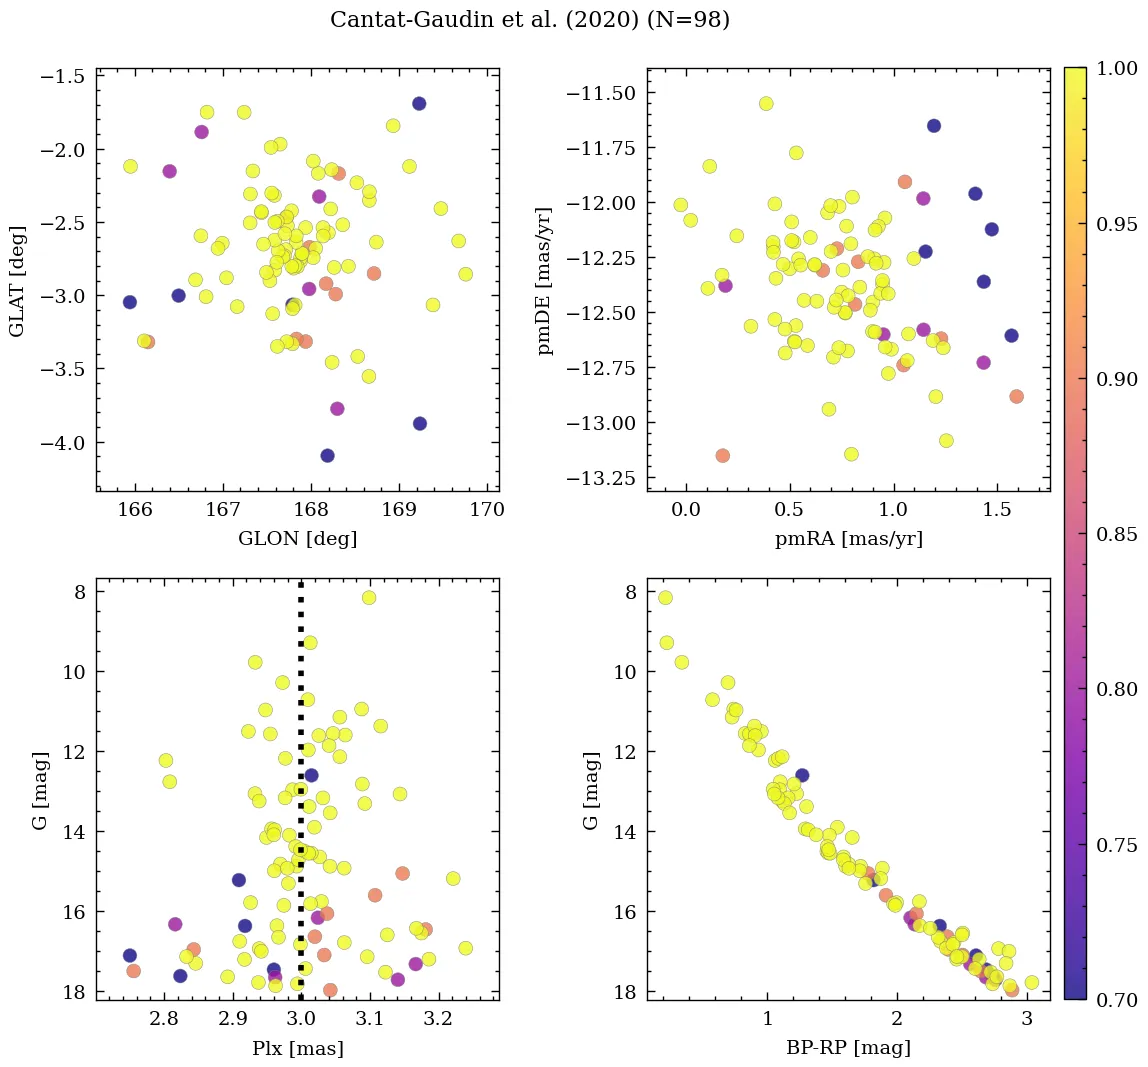 Cantat-Gaudin et al. (2020) (N=98)
−1.5
−2.0
−2.5
−3.0
−3.5
−4.0
GLAT [deg]
166 167 168 169 170
GLON [deg]
−11.50
−11.75
−12.00
−12.25
−12.50
−12.75
−13.00
−13.25
pmDE [mas/yr]
0.0 0.5 1.0 1.5
pmRA [mas/yr]
8
10
12
14
16
18
G [mag]
2.8 2.9 3.0 3.1 3.2
Plx [mas]
8
10
12
14
16
18
G [mag]
1 2 3
BP-RP [mag]
1.00
0.95
0.90
0.85
0.80
0.75
0.70